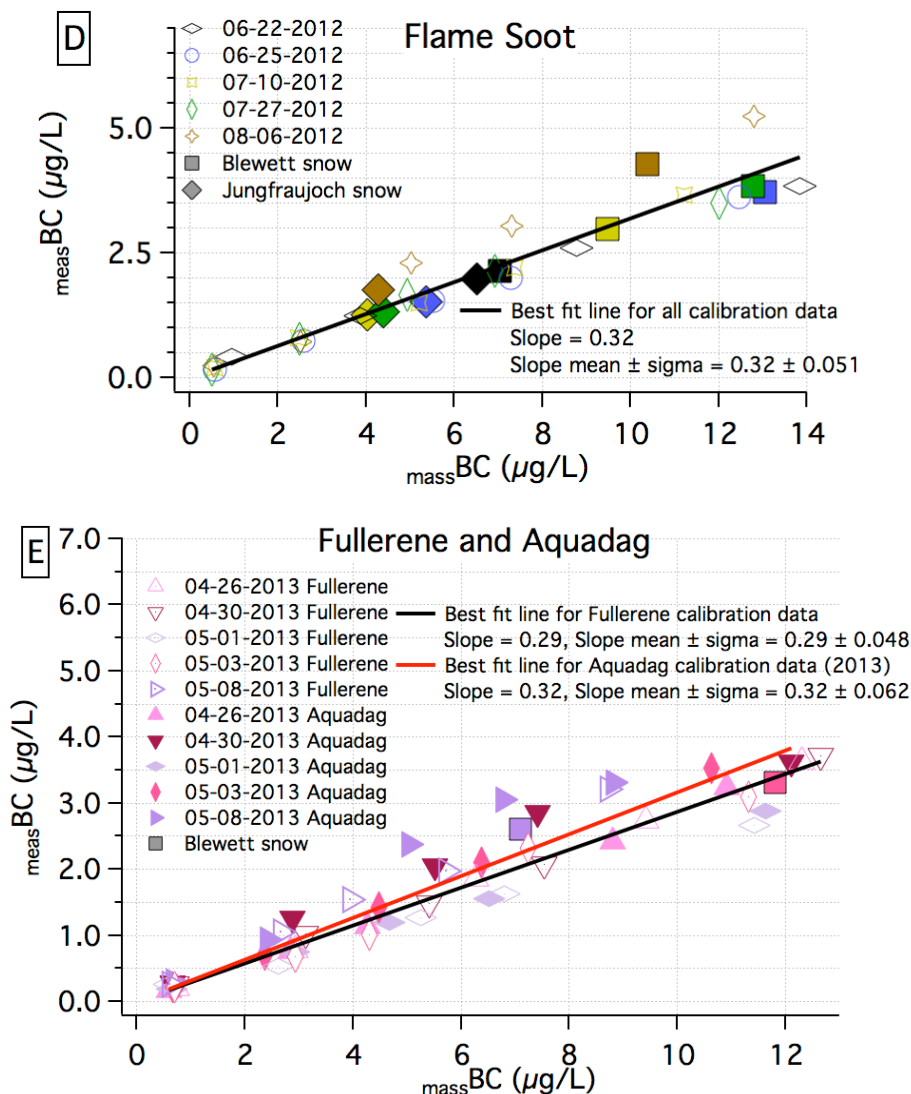 D
Flame Soot
06-22-2012
06-25-2012
07-10-2012
07-27-2012
08-06-2012
Blewett snow
Jungfraujoch snow
measBC (µg/L)
5.0
2.5
0.0
Best fit line for all calibration data
Slope = 0.32
Slope mean ± sigma = 0.32 ± 0.051
0 2 4 6 8 10 12 14
massBC (µg/L)
E
Fullerene and Aquadag
7.0
6.0
5.0
4.0
3.0
2.0
1.0
0.0
measBC (µg/L)
04-26-2013 Fullerene
04-30-2013 Fullerene
05-01-2013 Fullerene
05-03-2013 Fullerene
05-08-2013 Fullerene
04-26-2013 Aquadag
04-30-2013 Aquadag
05-01-2013 Aquadag
05-03-2013 Aquadag
05-08-2013 Aquadag
Blewett snow
Best fit line for Fullerene calibration data
Slope = 0.29, Slope mean ± sigma = 0.29 ± 0.048
Best fit line for Aquadag calibration data (2013)
Slope = 0.32, Slope mean ± sigma = 0.32 ± 0.062
0 2 4 6 8 10 12
massBC (µg/L)